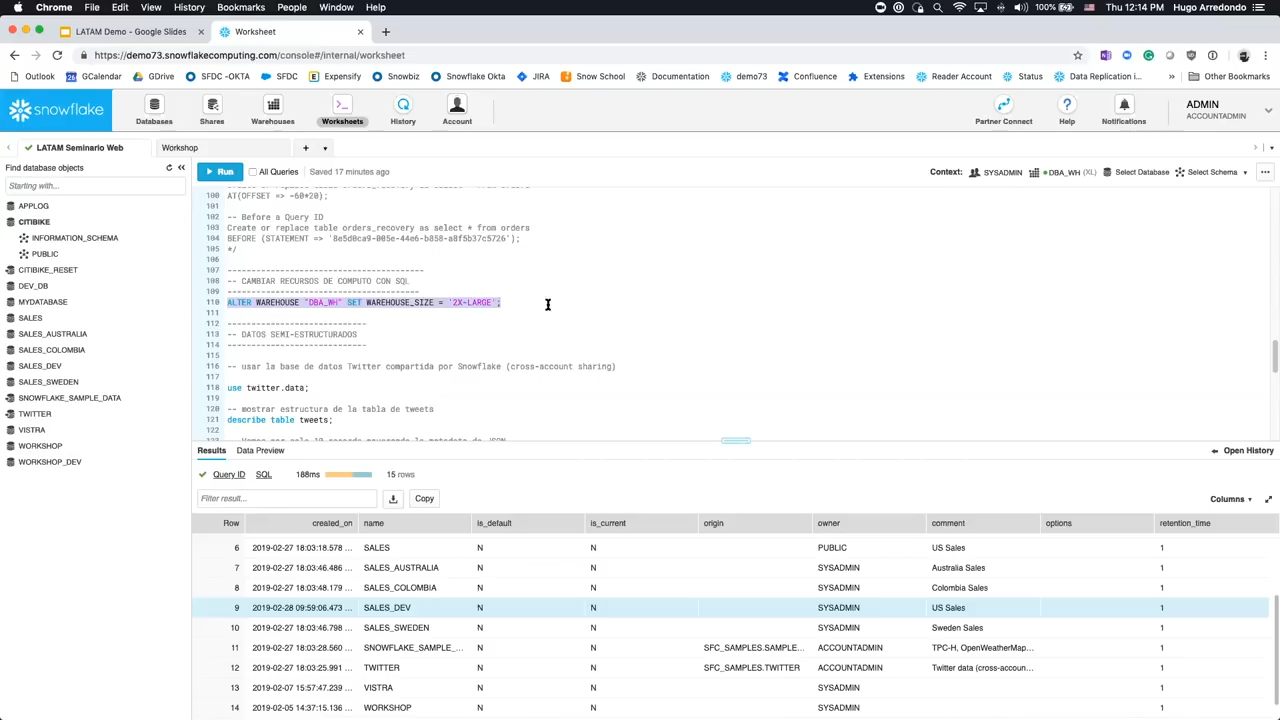 Chrome File Edit View History Bookmarks People Window Help 100% Thu 12:14 PM Hugo Arredondo
LATAM Demo - Google Slides Worksheet
https://demo73.snowflakecomputing.com/console#/internal/worksheet
Outlook GCalendar GDrive SFDC -OKTA SFDC Expensify Snowbiz Snowflake Okta JIRA Snow School Documentation demo73 Confluence Extensions Reader Account Status Data Replication i... » Other Bookmarks
snowflake Databases Shares Warehouses Worksheets History Account Partner Connect Help Notifications ADMIN
ACCOUNTADMIN
LATAM Seminario Web Workshop
Find database objects
Starting with...
APPLOG
CITIBIKE
INFORMATION_SCHEMA
PUBLIC
CITIBIKE_RESET
DEV_DB
MYDATABASE
SALES
SALES_AUSTRALIA
SALES_COLOMBIA
SALES_DEV
SALES_SWEDEN
SNOWFLAKE_SAMPLE_DATA
TWITTER
VISTRA
WORKSHOP
WORKSHOP_DEV
Run All Queries Saved 17 minutes ago Context: SYSADMIN DBA_WH (XL) Select Database Select Schema
100 AT(OFFSET => -60*20);
101
102 -- Before a Query ID
103 Create or replace table orders_recovery as select * from orders
104 BEFORE (STATEMENT => '8e5d0ca9-005e-44e6-b858-a8f5b37c5726');
105 */
106
107 ----------------------------------------
108 -- CAMBIAR RECURSOS DE COMPUTO CON SQL
109 ---------------------------------------
110 ALTER WAREHOUSE "DBA_WH" SET WAREHOUSE_SIZE = '2X-LARGE';
111
112 ----------------------------
113 -- DATOS SEMI-ESTRUCTURADOS
114 ----------------------------
115
116 -- usar la base de datos Twitter compartida por Snowflake (cross-account sharing)
117
118 use twitter.data;
119
120 -- mostrar estructura de la tabla de tweets
121 describe table tweets;
122
Results Data Preview Open History
Query ID SQL 188ms 15 rows
Filter result... Copy Columns
Row created_on name is_default is_current origin owner comment options retention_time
6 2019-02-27 18:03:18.578 ... SALES N N PUBLIC US Sales 1
7 2019-02-27 18:03:46.486 ... SALES_AUSTRALIA N N SYSADMIN Australia Sales 1
8 2019-02-27 18:03:48.179 ... SALES_COLOMBIA N N SYSADMIN Colombia Sales 1
9 2019-02-28 09:59:06.473 ... SALES_DEV N N SYSADMIN US Sales 1
10 2019-02-27 18:03:46.798 ... SALES_SWEDEN N N SYSADMIN Sweden Sales 1
11 2019-02-27 18:03:28.560 ... SNOWFLAKE_SAMPLE_... N N SFC_SAMPLES.SAMPLE... ACCOUNTADMIN TPC-H, OpenWeatherMap... 1
12 2019-02-27 18:03:25.991 ... TWITTER N N SFC_SAMPLES.TWITTER ACCOUNTADMIN Twitter data (cross-accoun... 1
13 2019-02-07 15:57:47.239 ... VISTRA N N SYSADMIN 1
14 2019-02-05 14:37:15.136 ... WORKSHOP N N SYSADMIN 1